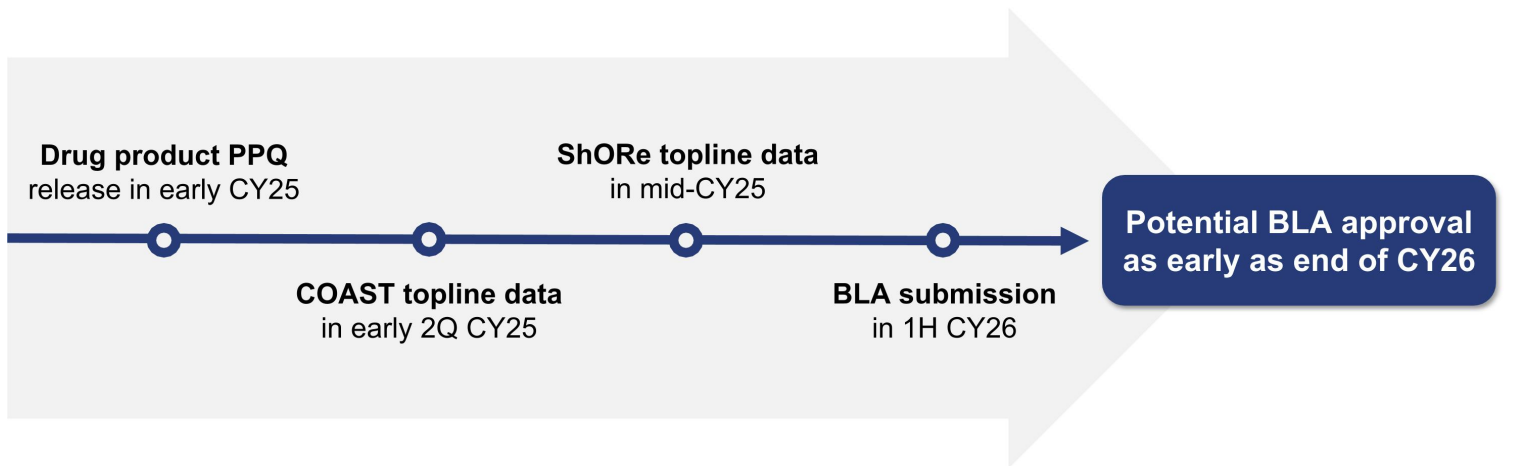 Drug product PPQ
release in early CY25
COAST topline data
in early 2Q CY25
ShORe topline data
in mid-CY25
BLA submission
in 1H CY26
Potential BLA approval
as early as end of CY26